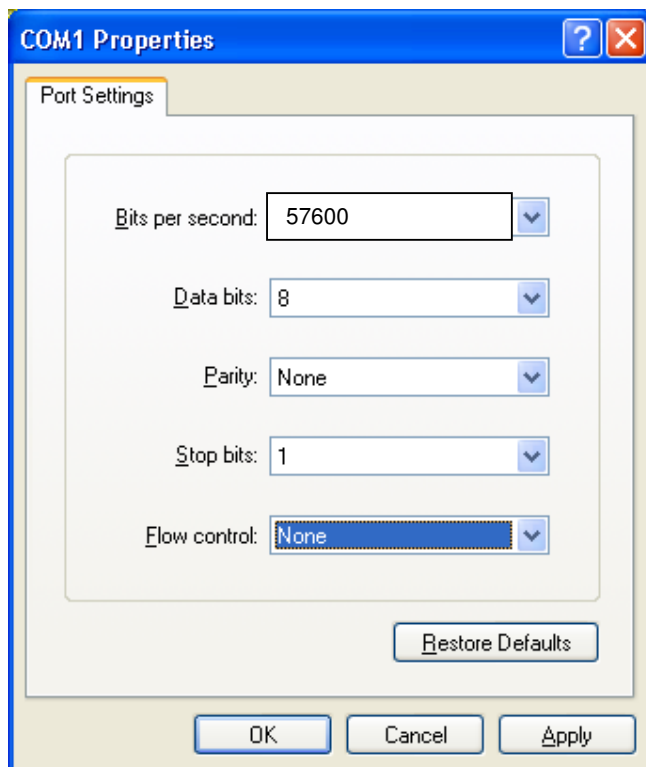 COM1 Properties
Port Settings
Bits per second: 57600
Data bits: 8
Parity: None
Stop bits: 1
Flow control: None
Restore Defaults
OK Cancel Apply